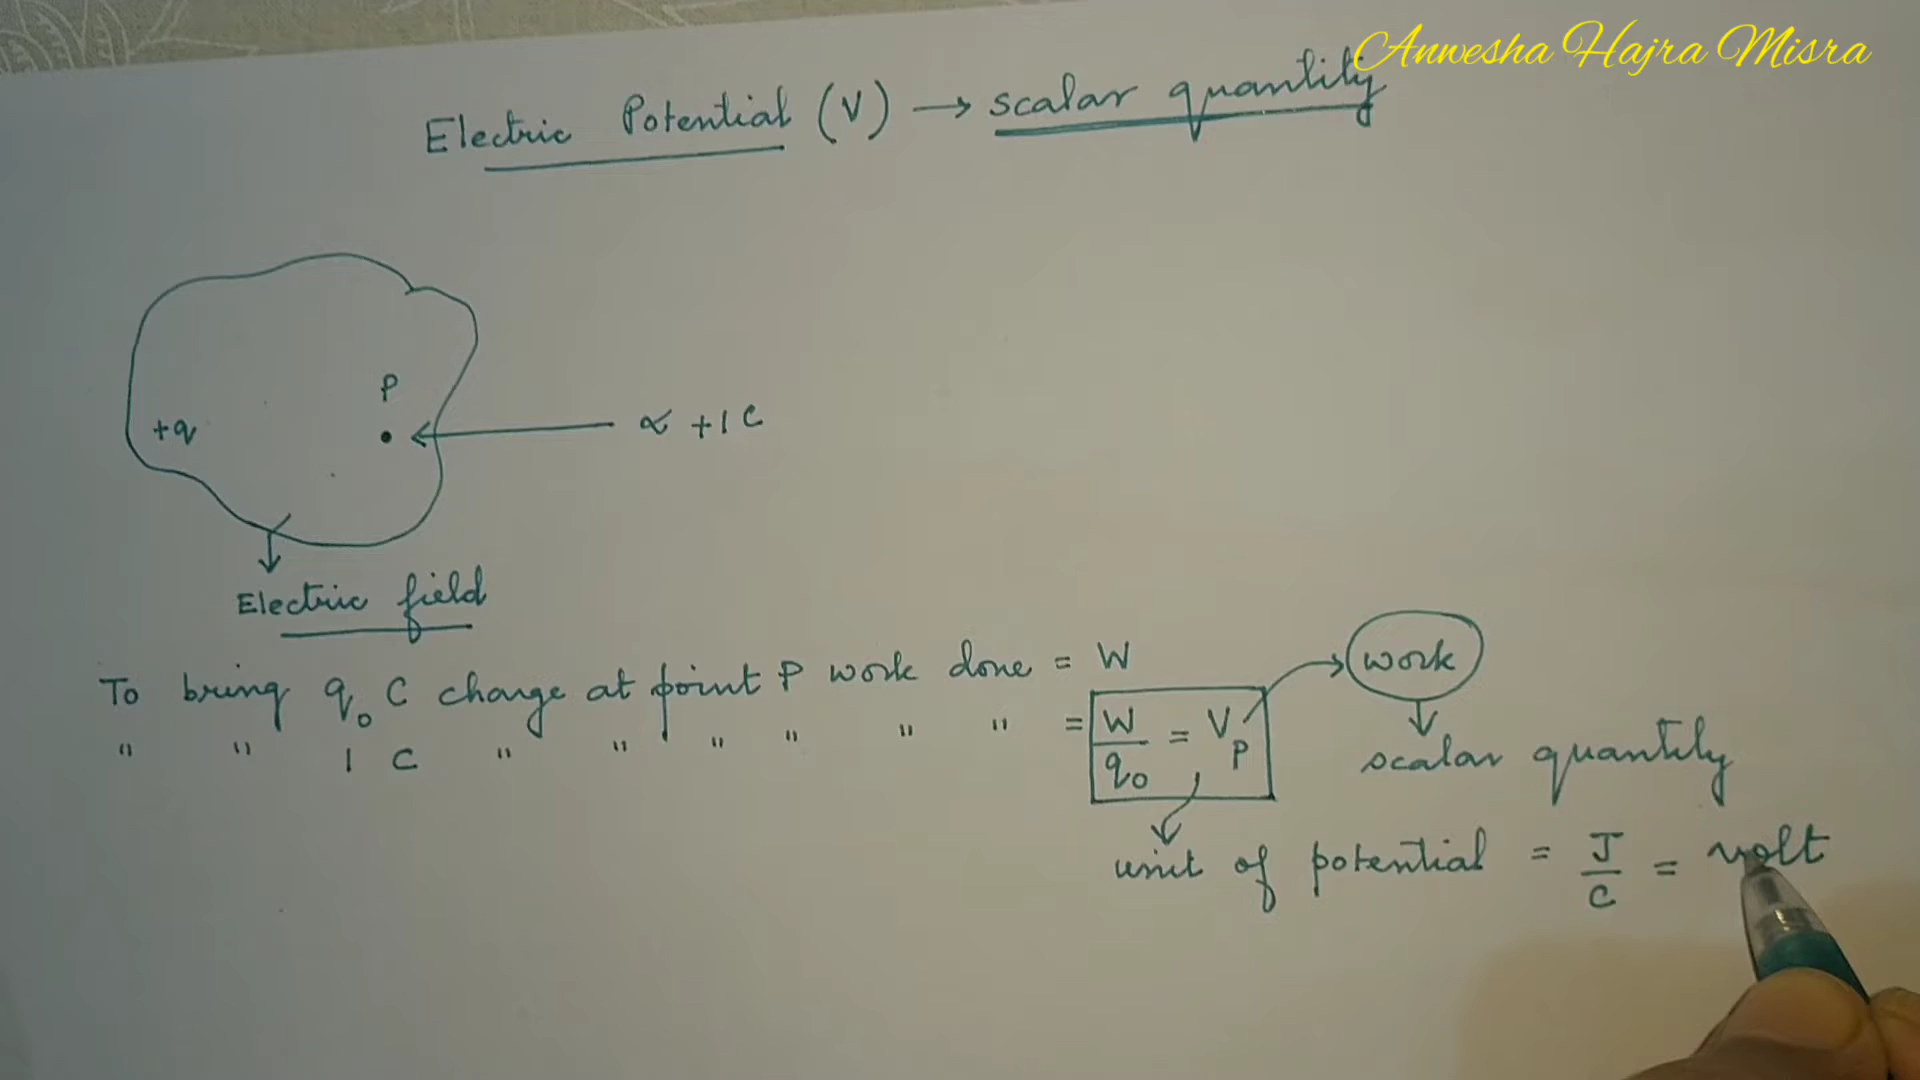 Anwesha Hajra Misra
Electric Potential (V) → scalar quantity
P
+q
∝ +1 C
Electric field
To bring q₀ C charge at point P work done = W
" " 1 C " " " " " " = W/q₀ = V_P
work
scalar quantity
unit of potential = J/C = volt